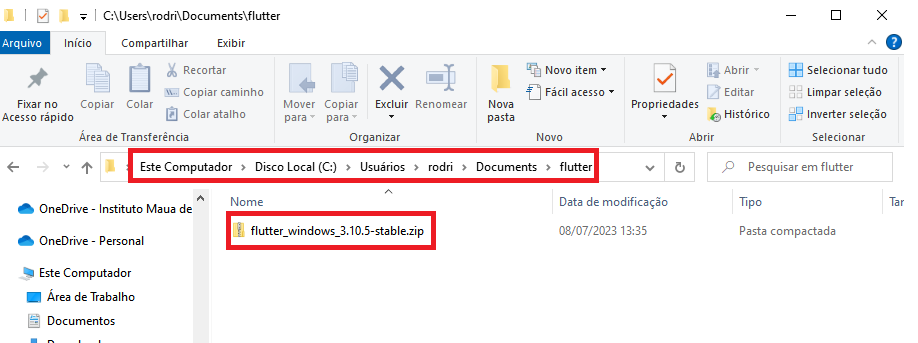 C:\Users\rodri\Documents\flutter
Arquivo Início Compartilhar Exibir
Fixar no Acesso rápido
Copiar
Colar
Recortar
Copiar caminho
Colar atalho
Área de Transferência
Mover para
Copiar para
Excluir
Renomear
Organizar
Nova pasta
Novo item
Fácil acesso
Novo
Propriedades
Abrir
Editar
Histórico
Abrir
Selecionar tudo
Limpar seleção
Inverter seleção
Selecionar
Este Computador > Disco Local (C:) > Usuários > rodri > Documents > flutter
Pesquisar em flutter
OneDrive - Instituto Maua de
OneDrive - Personal
Este Computador
Área de Trabalho
Documentos
Nome Data de modificação Tipo Tar
flutter_windows_3.10.5-stable.zip 08/07/2023 13:35 Pasta compactada